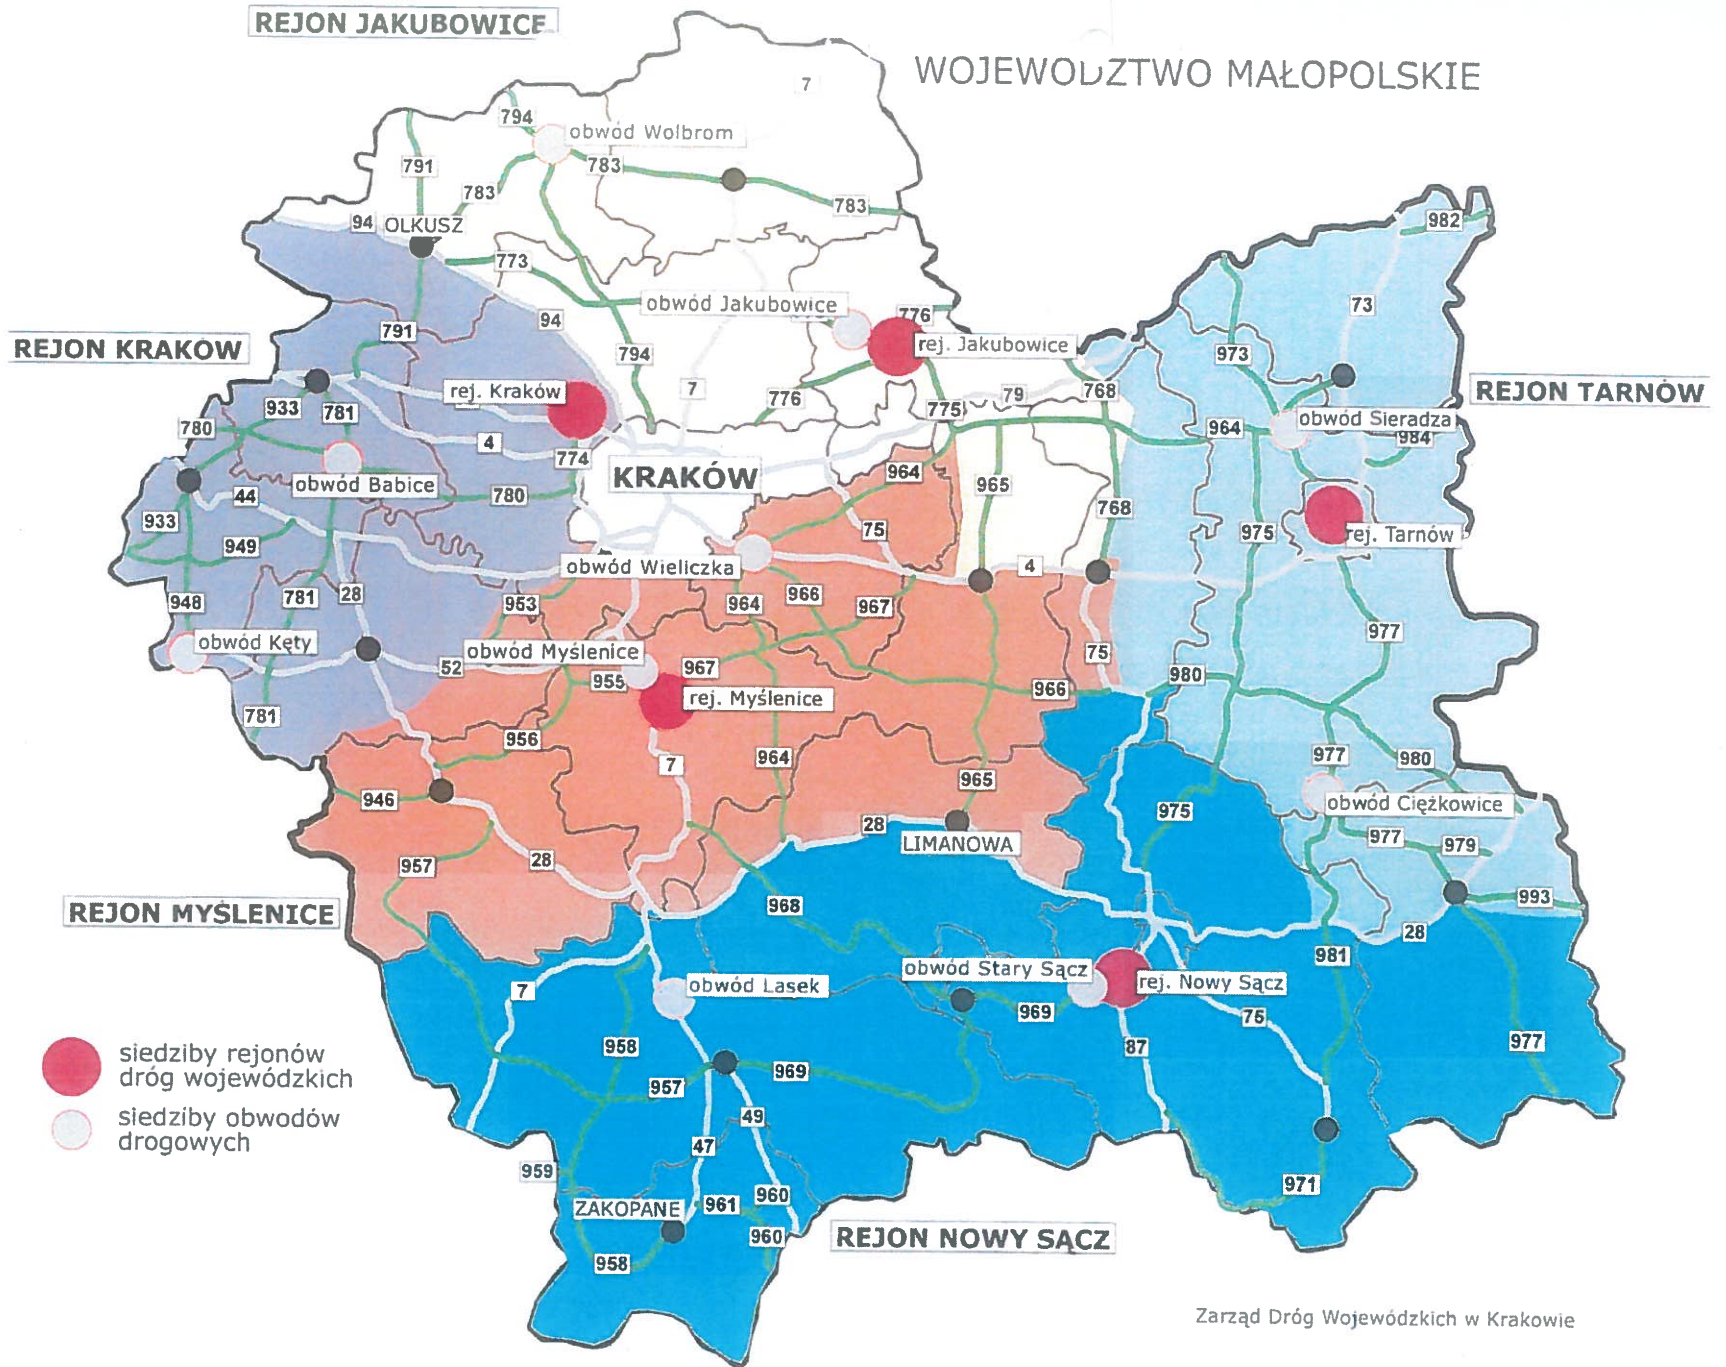 REJON JAKUBOWICE
WOJEWÓDZTWO MAŁOPOLSKIE
7
794
obwód Wolbrom
791
783
783
783
94
OLKUSZ
982
773
obwód Jakubowice
73
94
776
791
REJON KRAKÓW
rej. Jakubowice
794
973
rej. Kraków
7
776
79
768
REJON TARNÓW
933
781
775
780
obwód Sieradza
964
984
4
774
KRAKÓW
964
obwód Babice
965
44
780
768
933
75
975
rej. Tarnów
949
obwód Wieliczka
4
948
781
28
953
964
966
967
977
obwód Kęty
obwód Myślenice
52
967
75
955
980
966
rej. Myślenice
781
956
7
964
977
980
965
946
obwód Ciężkowice
975
28
LIMANOWA
977
979
957
28
993
REJON MYŚLENICE
968
28
981
obwód Stary Sącz
obwód Lasek
rej. Nowy Sącz
7
969
75
siedziby rejonów
dróg wojewódzkich
958
87
977
969
957
siedziby obwodów
drogowych
49
47
959
971
960
ZAKOPANE
961
960
REJON NOWY SĄCZ
958
Zarząd Dróg Wojewódzkich w Krakowie